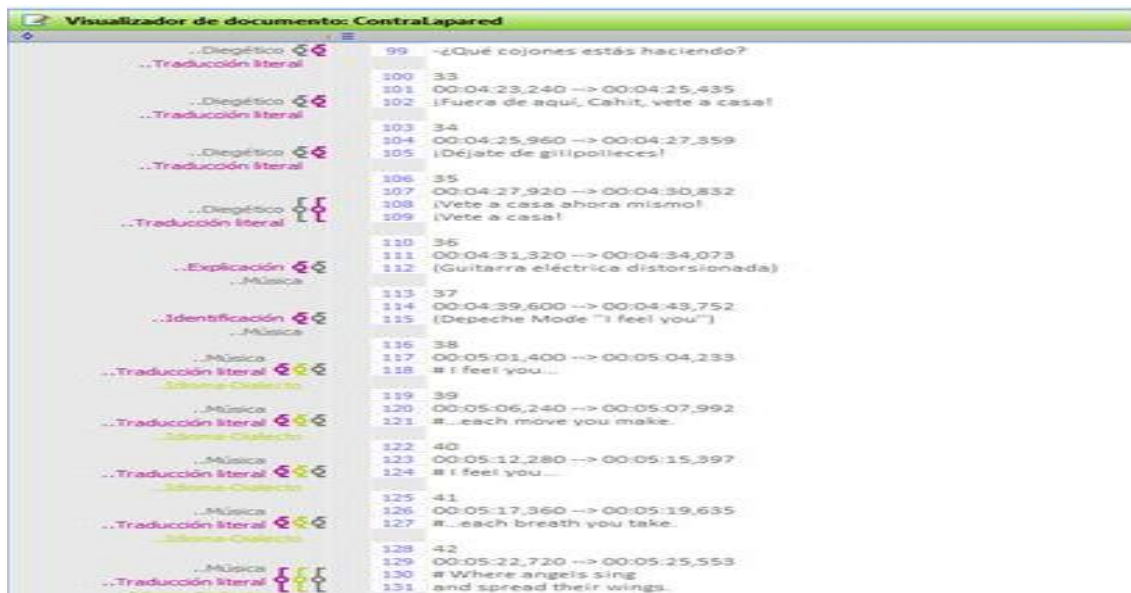 Visualizador de documento: ContraLapared
..Diegético 99 -¿Qué cojones estás haciendo?
..Traducción literal
100 33
101 00:04:23,240 --> 00:04:25,435
..Diegético 102 ¡Fuera de aquí, Cahit, vete a casa!
..Traducción literal
103 34
104 00:04:25,960 --> 00:04:27,359
..Diegético 105 ¡Déjate de gilipolleces!
..Traducción literal
106 35
107 00:04:27,920 --> 00:04:30,832
108 ¡Vete a casa ahora mismo!
..Diegético
109 ¡Vete a casa!
..Traducción literal
110 36
111 00:04:31,320 --> 00:04:34,073
..Explicación 112 (Guitarra eléctrica distorsionada)
..Música
113 37
114 00:04:39,600 --> 00:04:43,752
..Identificación 115 (Depeche Mode "I feel you")
..Música
116 38
..Música 117 00:05:01,400 --> 00:05:04,233
..Traducción literal 118 # I feel you...
..Idioma-Dialecto
119 39
..Música 120 00:05:06,240 --> 00:05:07,992
..Traducción literal 121 #...each move you make.
..Idioma-Dialecto
122 40
..Música 123 00:05:12,280 --> 00:05:15,397
..Traducción literal 124 # I feel you...
..Idioma-Dialecto
125 41
..Música 126 00:05:17,360 --> 00:05:19,635
..Traducción literal 127 #...each breath you take.
..Idioma-Dialecto
128 42
129 00:05:22,720 --> 00:05:25,553
..Música 130 # Where angels sing
..Traducción literal 131 and spread their wings.